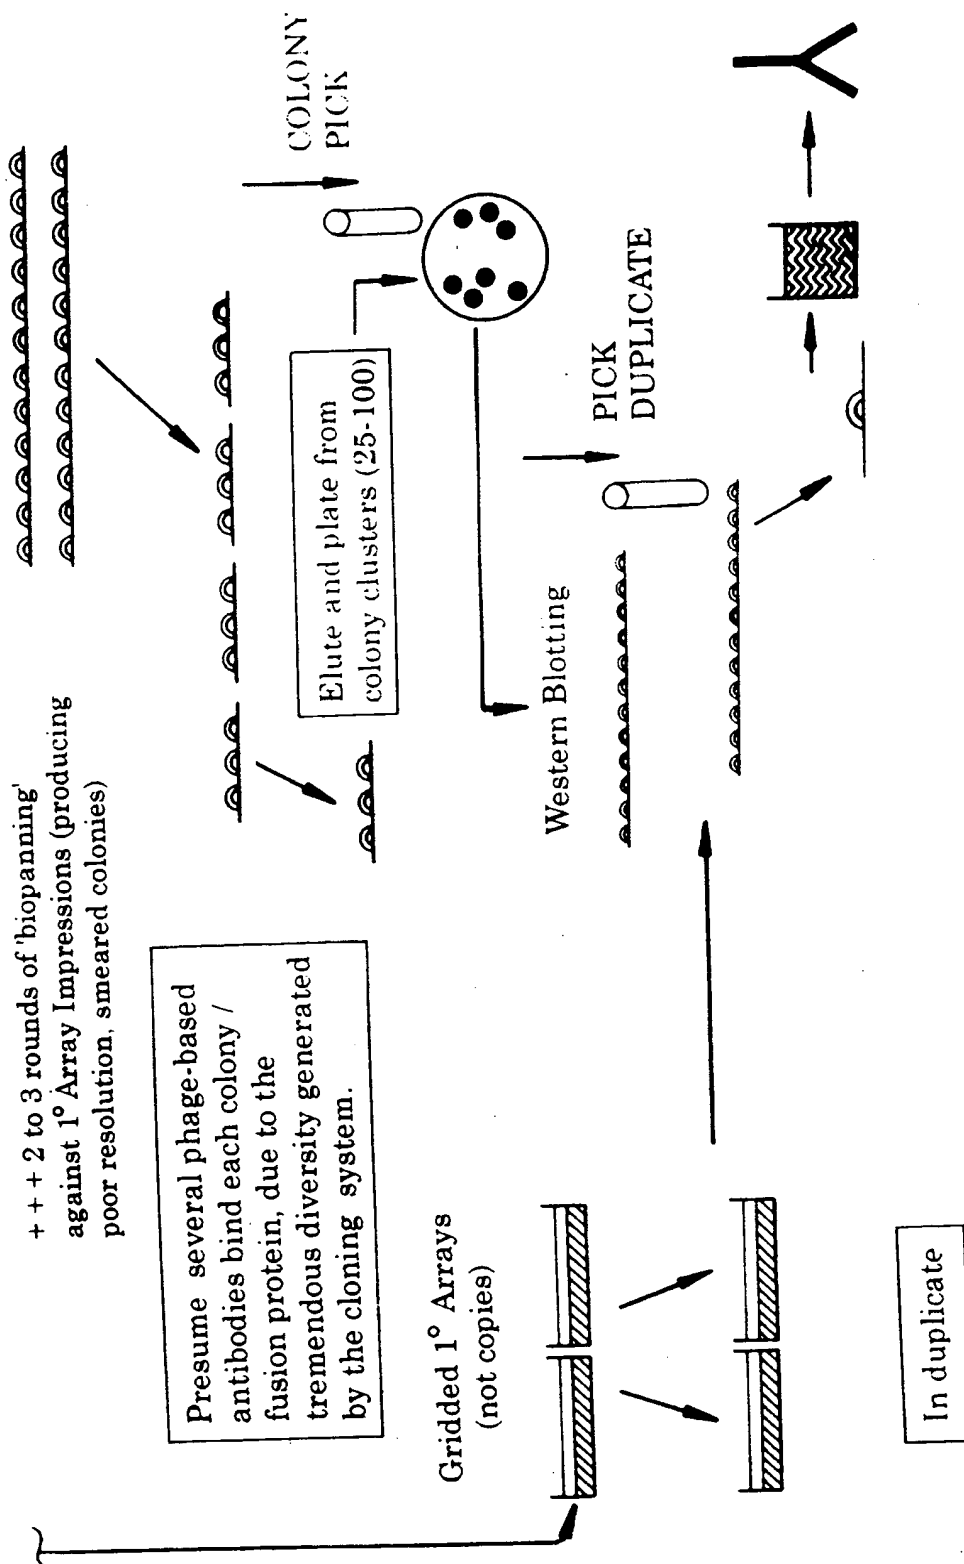 + + + 2 to 3 rounds of 'biopanning'
against 1° Array Impressions (producing
poor resolution, smeared colonies)
COLONY
PICK
Presume several phage-based
antibodies bind each colony /
fusion protein, due to the
tremendous diversity generated
by the cloning system.
Elute and plate from
colony clusters (25-100)
Gridded 1° Arrays
(not copies)
Western Blotting
PICK
DUPLICATE
In duplicate